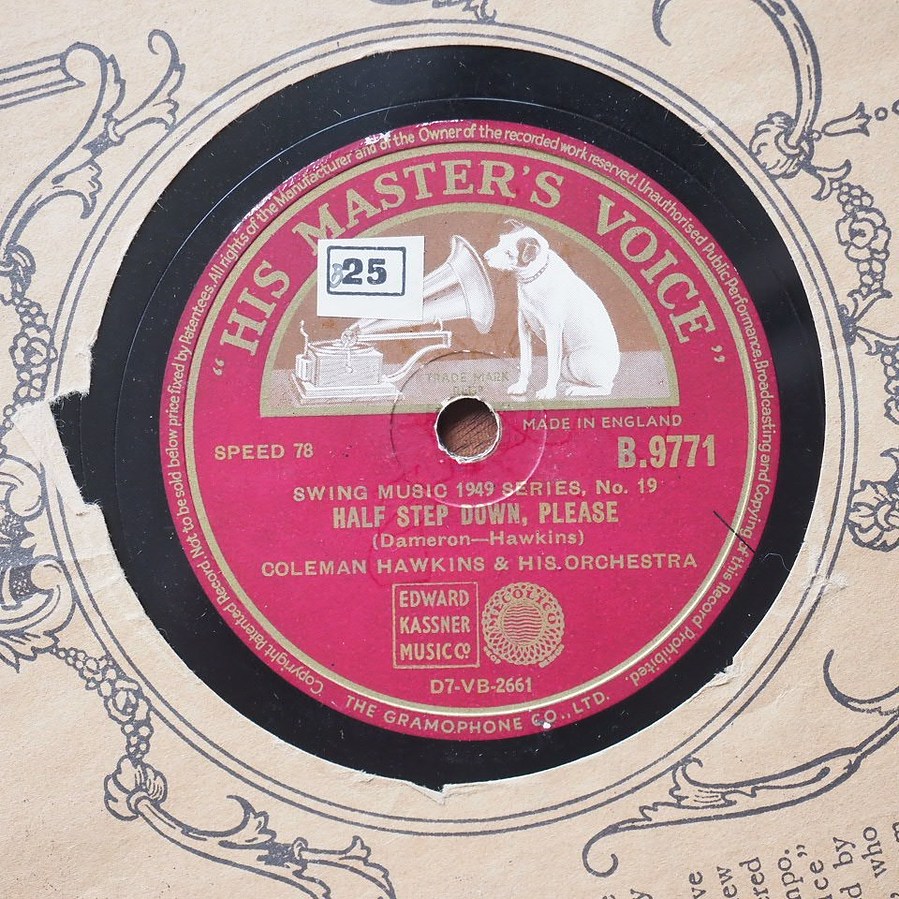 Copyright Patented Record. Not to be sold below price fixed by Patentees. All rights of the Manufacturer and of the Owner of the recorded work reserved. Unauthorised Public Performance, Broadcasting and Copying of this Record Prohibited.
"HIS MASTER'S VOICE"
25
TRADE MARK
MADE IN ENGLAND
SPEED 78
B.9771
SWING MUSIC 1949 SERIES, No. 19
HALF STEP DOWN, PLEASE
(Dameron—Hawkins)
COLEMAN HAWKINS & HIS ORCHESTRA
EDWARD
KASSNER
MUSIC Co
D7-VB-2661
THE GRAMOPHONE CO., LTD.
who
by